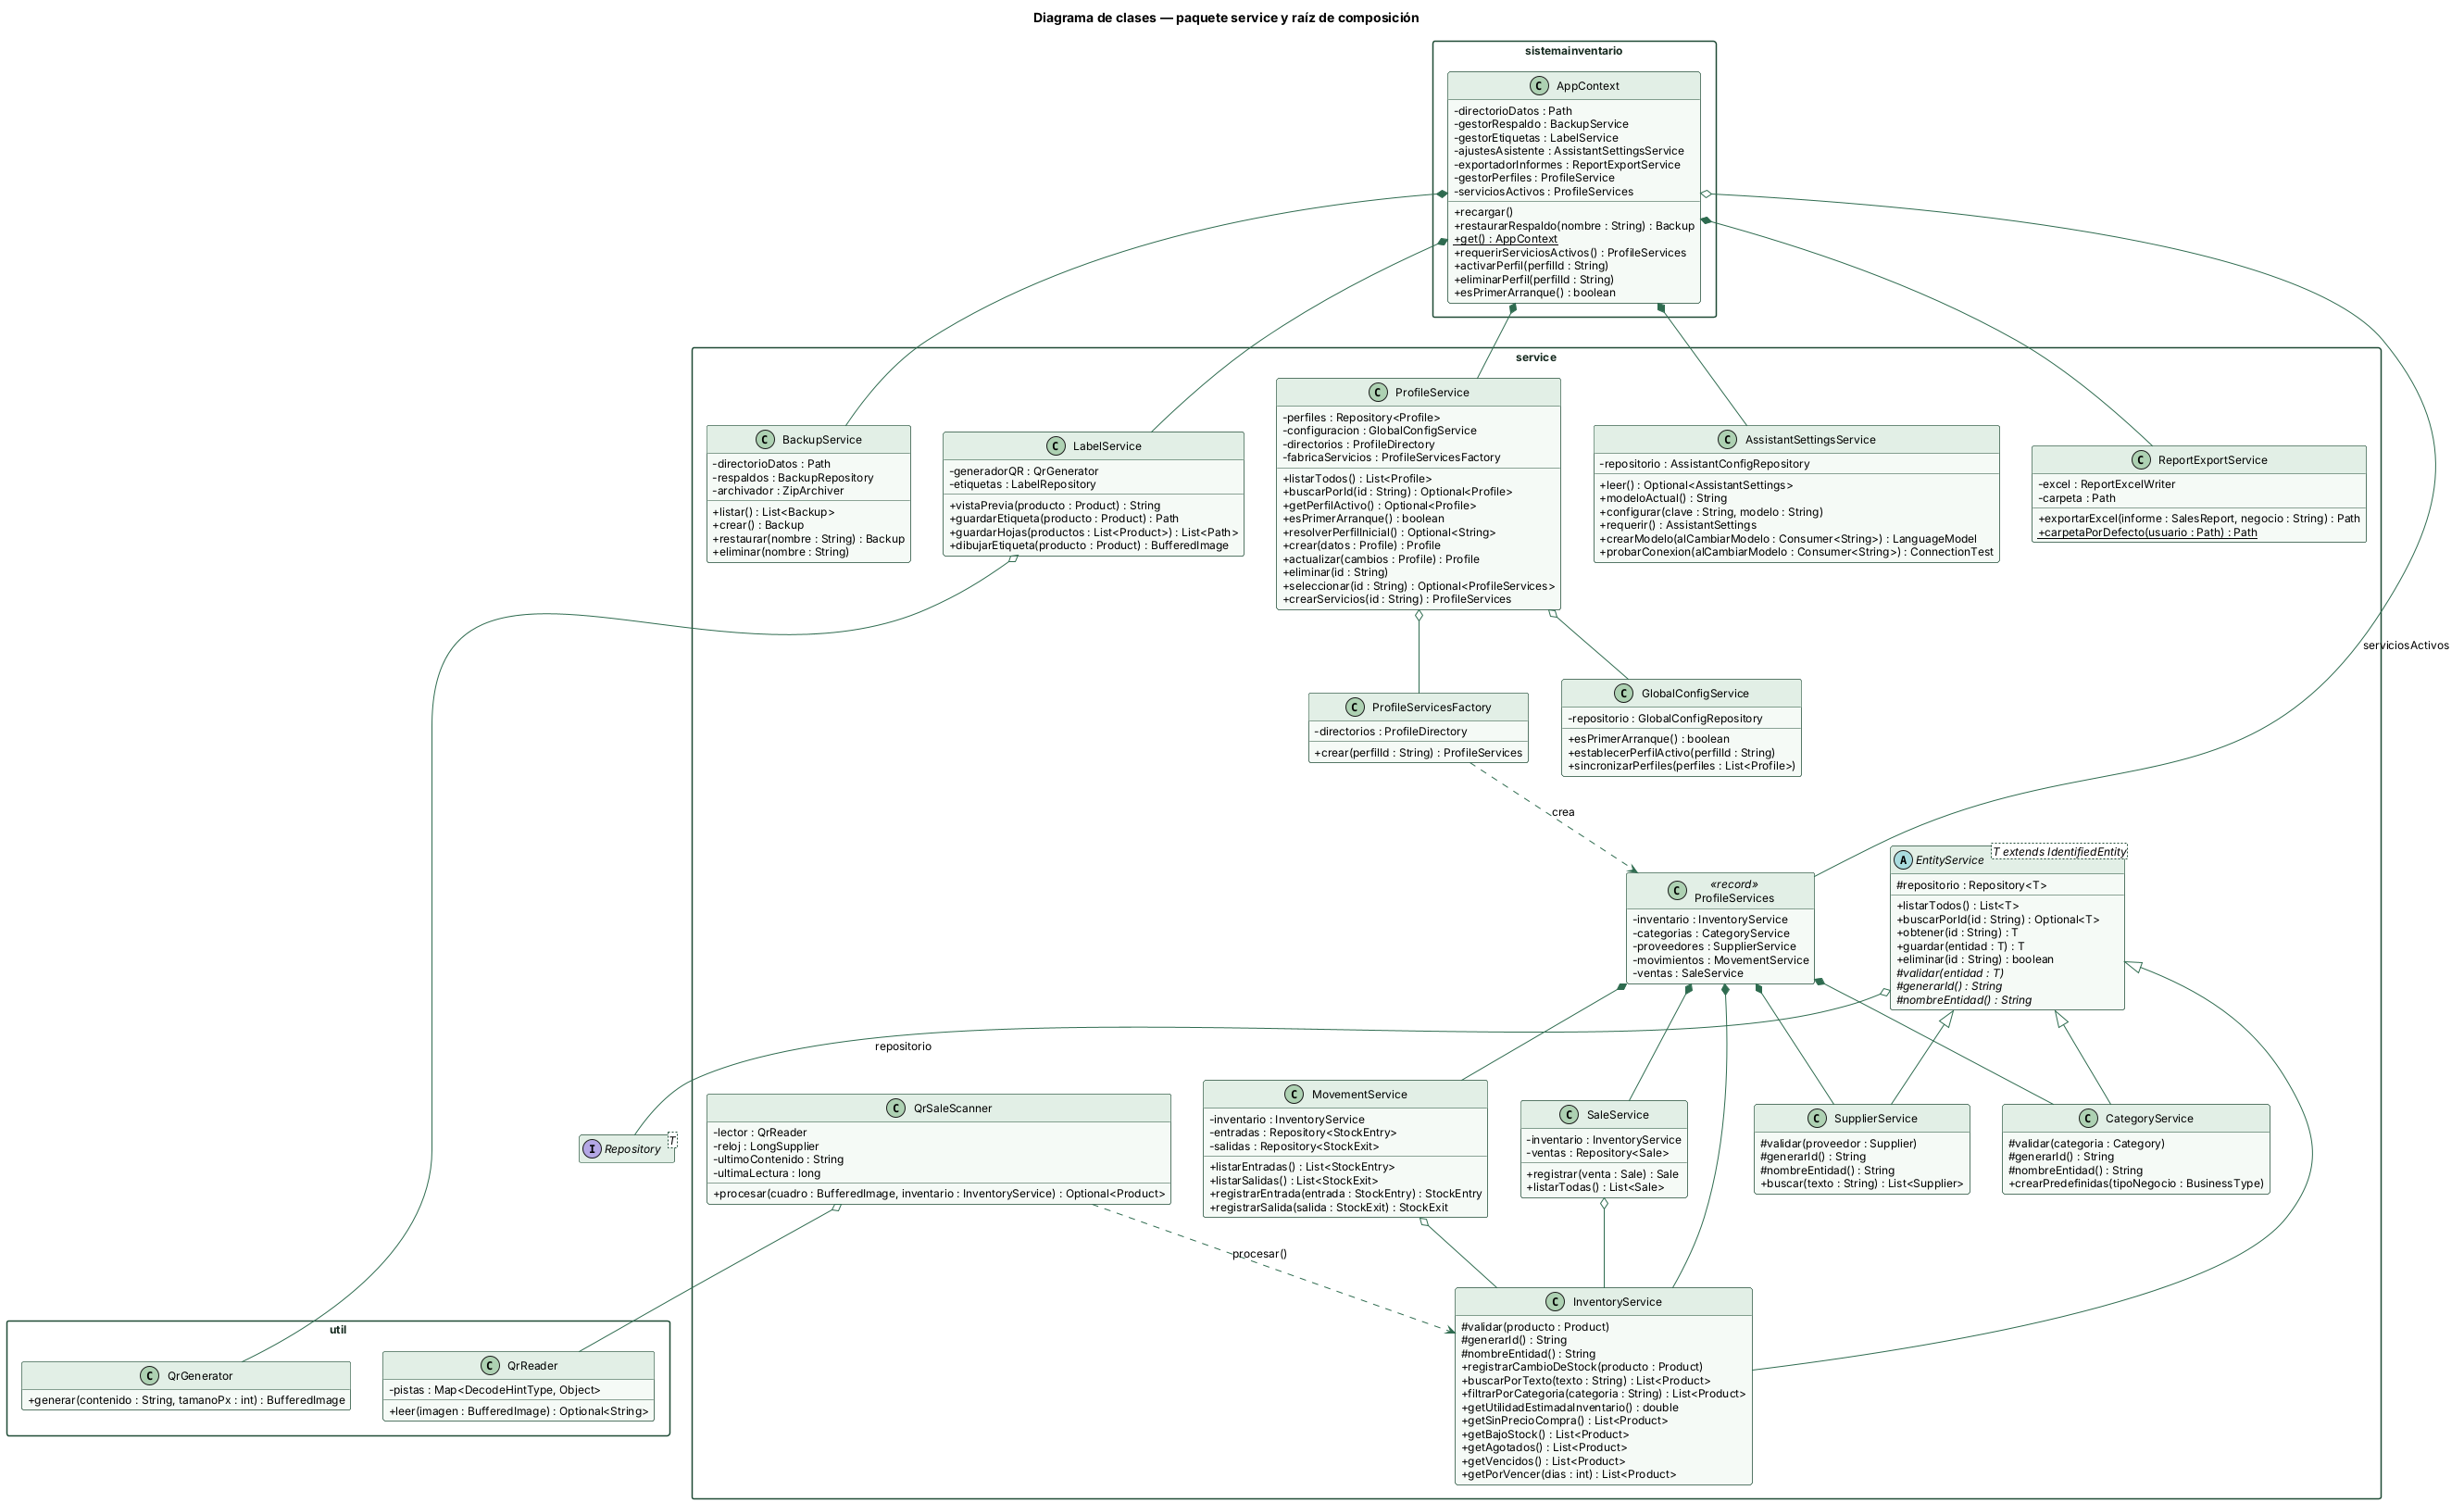 Diagrama de clases — paquete service y raíz de composición
sistemainventario
C AppContext
-directorioDatos : Path
-gestorRespaldo : BackupService
-gestorEtiquetas : LabelService
-ajustesAsistente : AssistantSettingsService
-exportadorInformes : ReportExportService
-gestorPerfiles : ProfileService
-serviciosActivos : ProfileServices
+recargar()
+restaurarRespaldo(nombre : String) : Backup
+get() : AppContext
+requerirServiciosActivos() : ProfileServices
+activarPerfil(perfilId : String)
+eliminarPerfil(perfilId : String)
+esPrimerArranque() : boolean
service
C BackupService
-directorioDatos : Path
-respaldos : BackupRepository
-archivador : ZipArchiver
+listar() : List<Backup>
+crear() : Backup
+restaurar(nombre : String) : Backup
+eliminar(nombre : String)
C LabelService
-generadorQR : QrGenerator
-etiquetas : LabelRepository
+vistaPrevia(producto : Product) : String
+guardarEtiqueta(producto : Product) : Path
+guardarHojas(productos : List<Product>) : List<Path>
+dibujarEtiqueta(producto : Product) : BufferedImage
C ProfileService
-perfiles : Repository<Profile>
-configuracion : GlobalConfigService
-directorios : ProfileDirectory
-fabricaServicios : ProfileServicesFactory
+listarTodos() : List<Profile>
+buscarPorId(id : String) : Optional<Profile>
+getPerfilActivo() : Optional<Profile>
+esPrimerArranque() : boolean
+resolverPerfilInicial() : Optional<String>
+crear(datos : Profile) : Profile
+actualizar(cambios : Profile) : Profile
+eliminar(id : String)
+seleccionar(id : String) : Optional<ProfileServices>
+crearServicios(id : String) : ProfileServices
C AssistantSettingsService
-repositorio : AssistantConfigRepository
+leer() : Optional<AssistantSettings>
+modeloActual() : String
+configurar(clave : String, modelo : String)
+requerir() : AssistantSettings
+crearModelo(alCambiarModelo : Consumer<String>) : LanguageModel
+probarConexion(alCambiarModelo : Consumer<String>) : ConnectionTest
C ReportExportService
-excel : ReportExcelWriter
-carpeta : Path
+exportarExcel(informe : SalesReport, negocio : String) : Path
+carpetaPorDefecto(usuario : Path) : Path
serviciosActivos
C ProfileServicesFactory
-directorios : ProfileDirectory
+crear(perfilId : String) : ProfileServices
C GlobalConfigService
-repositorio : GlobalConfigRepository
+esPrimerArranque() : boolean
+establecerPerfilActivo(perfilId : String)
+sincronizarPerfiles(perfiles : List<Profile>)
crea
C «record»
ProfileServices
-inventario : InventoryService
-categorias : CategoryService
-proveedores : SupplierService
-movimientos : MovementService
-ventas : SaleService
A EntityService T extends IdentifiedEntity
#repositorio : Repository<T>
+listarTodos() : List<T>
+buscarPorId(id : String) : Optional<T>
+obtener(id : String) : T
+guardar(entidad : T) : T
+eliminar(id : String) : boolean
#validar(entidad : T)
#generarId() : String
#nombreEntidad() : String
repositorio
I Repository T
C QrSaleScanner
-lector : QrReader
-reloj : LongSupplier
-ultimoContenido : String
-ultimaLectura : long
+procesar(cuadro : BufferedImage, inventario : InventoryService) : Optional<Product>
C MovementService
-inventario : InventoryService
-entradas : Repository<StockEntry>
-salidas : Repository<StockExit>
+listarEntradas() : List<StockEntry>
+listarSalidas() : List<StockExit>
+registrarEntrada(entrada : StockEntry) : StockEntry
+registrarSalida(salida : StockExit) : StockExit
C SaleService
-inventario : InventoryService
-ventas : Repository<Sale>
+registrar(venta : Sale) : Sale
+listarTodas() : List<Sale>
C SupplierService
#validar(proveedor : Supplier)
#generarId() : String
#nombreEntidad() : String
+buscar(texto : String) : List<Supplier>
C CategoryService
#validar(categoria : Category)
#generarId() : String
#nombreEntidad() : String
+crearPredefinidas(tipoNegocio : BusinessType)
procesar()
C InventoryService
#validar(producto : Product)
#generarId() : String
#nombreEntidad() : String
+registrarCambioDeStock(producto : Product)
+buscarPorTexto(texto : String) : List<Product>
+filtrarPorCategoria(categoria : String) : List<Product>
+getUtilidadEstimadaInventario() : double
+getSinPrecioCompra() : List<Product>
+getBajoStock() : List<Product>
+getAgotados() : List<Product>
+getVencidos() : List<Product>
+getPorVencer(dias : int) : List<Product>
util
C QrGenerator
+generar(contenido : String, tamanoPx : int) : BufferedImage
C QrReader
-pistas : Map<DecodeHintType, Object>
+leer(imagen : BufferedImage) : Optional<String>